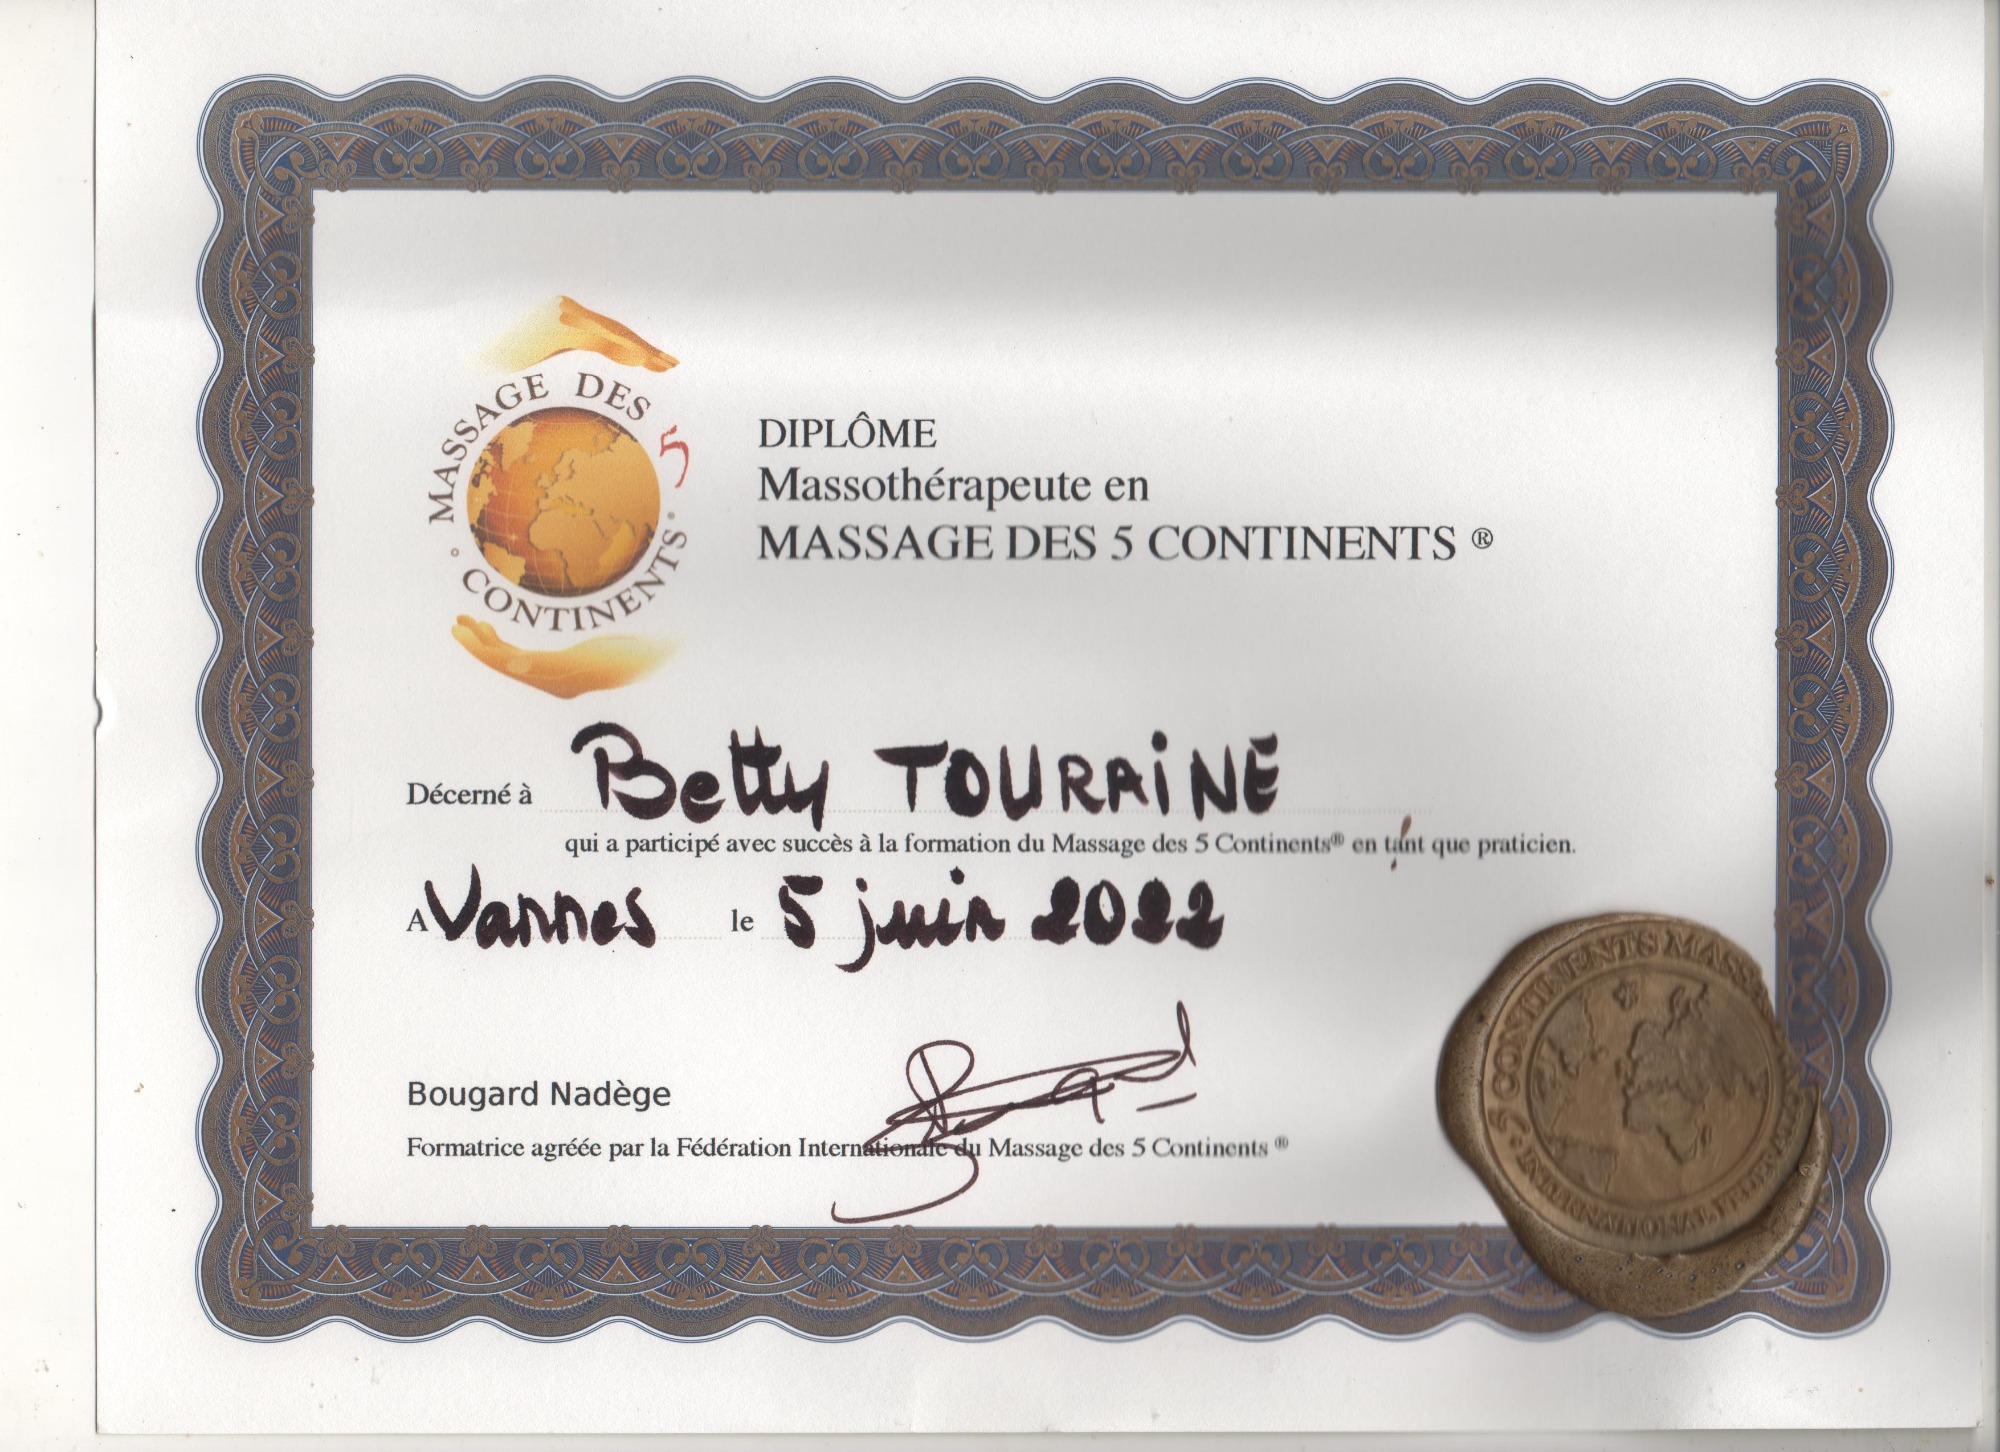 MASSAGE DES 5
CONTINENTS
DIPLÔME
Massothérapeute en
MASSAGE DES 5 CONTINENTS ®
Décerné à Betty TOURAINE
qui a participé avec succès à la formation du Massage des 5 Continents® en tant que praticien.
A Vannes le 5 juin 2022
Bougard Nadège
Formatrice agréée par la Fédération Internationale du Massage des 5 Continents ®
5 CONTINENTS MASSAGE
INTERNATIONAL FEDERATION